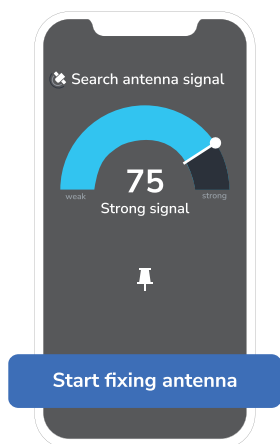 Search antenna signal
75
weak
strong
Strong signal
Start fixing antenna